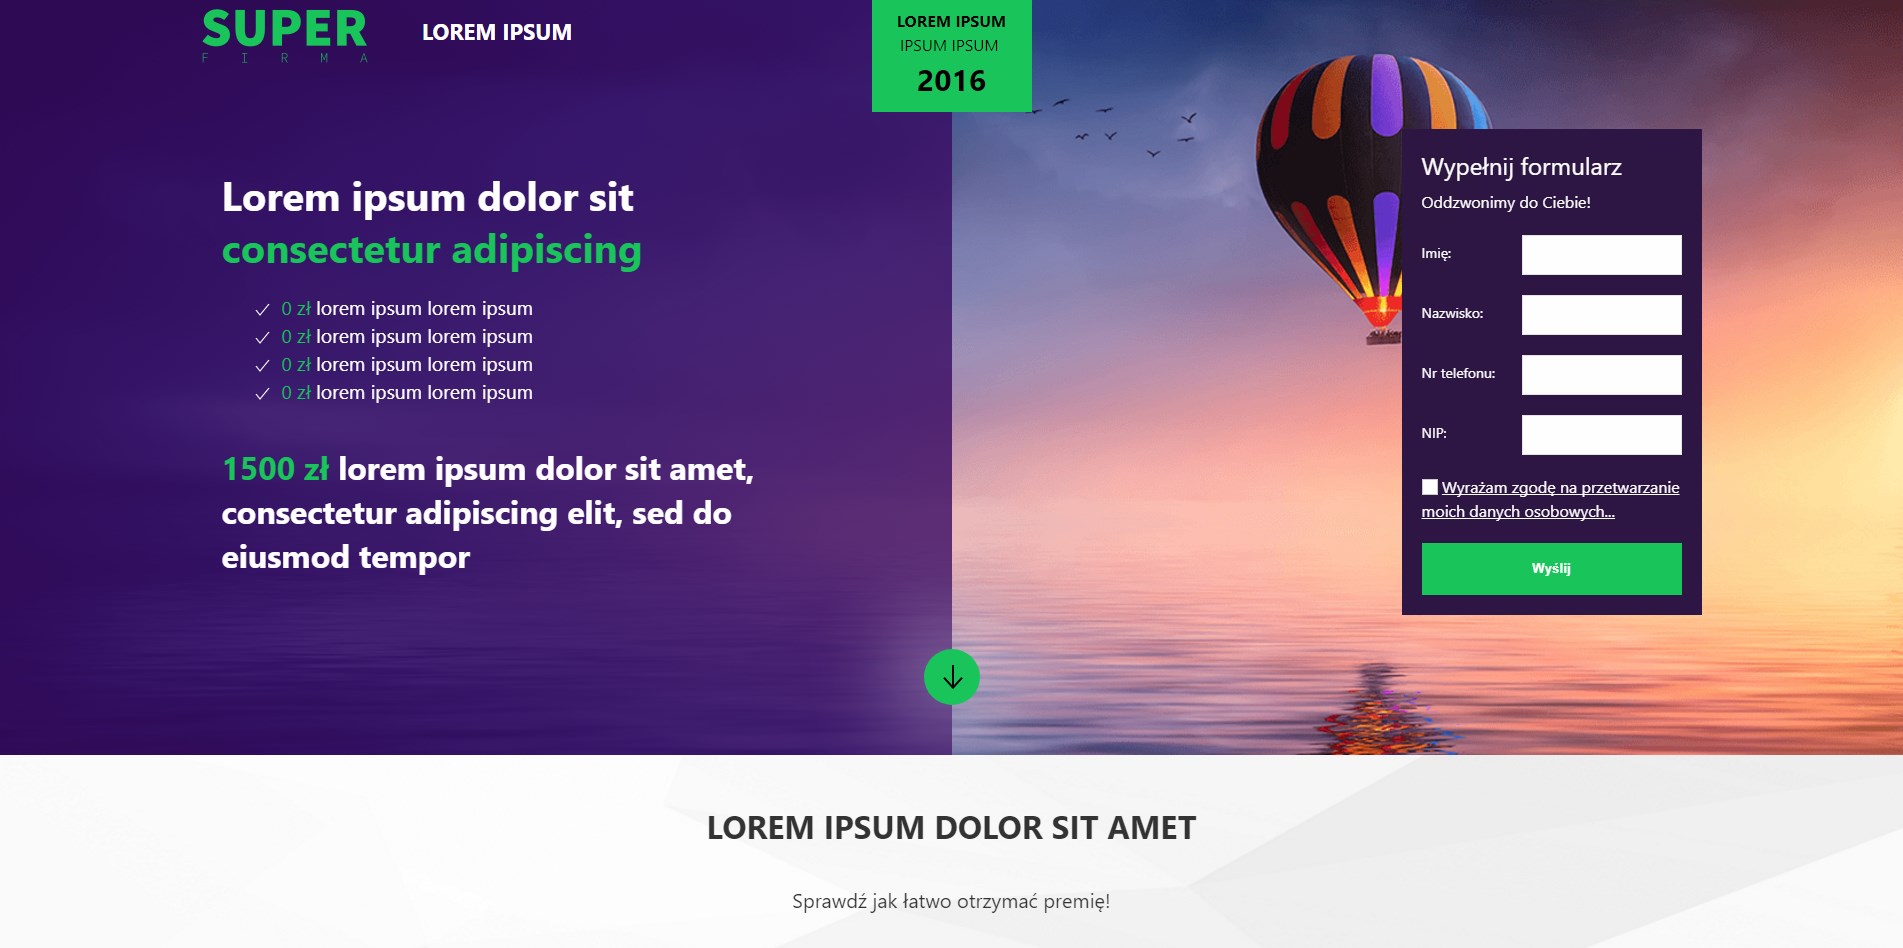 SUPER
FIRMA
LOREM IPSUM
LOREM IPSUM
IPSUM IPSUM
2016
Lorem ipsum dolor sit
consectetur adipiscing
0 zł lorem ipsum lorem ipsum
0 zł lorem ipsum lorem ipsum
0 zł lorem ipsum lorem ipsum
0 zł lorem ipsum lorem ipsum
1500 zł lorem ipsum dolor sit amet,
consectetur adipiscing elit, sed do
eiusmod tempor
Wypełnij formularz
Oddzwonimy do Ciebie!
Imię:
Nazwisko:
Nr telefonu:
NIP:
Wyrażam zgodę na przetwarzanie
moich danych osobowych...
Wyślij
LOREM IPSUM DOLOR SIT AMET
Sprawdź jak łatwo otrzymać premię!